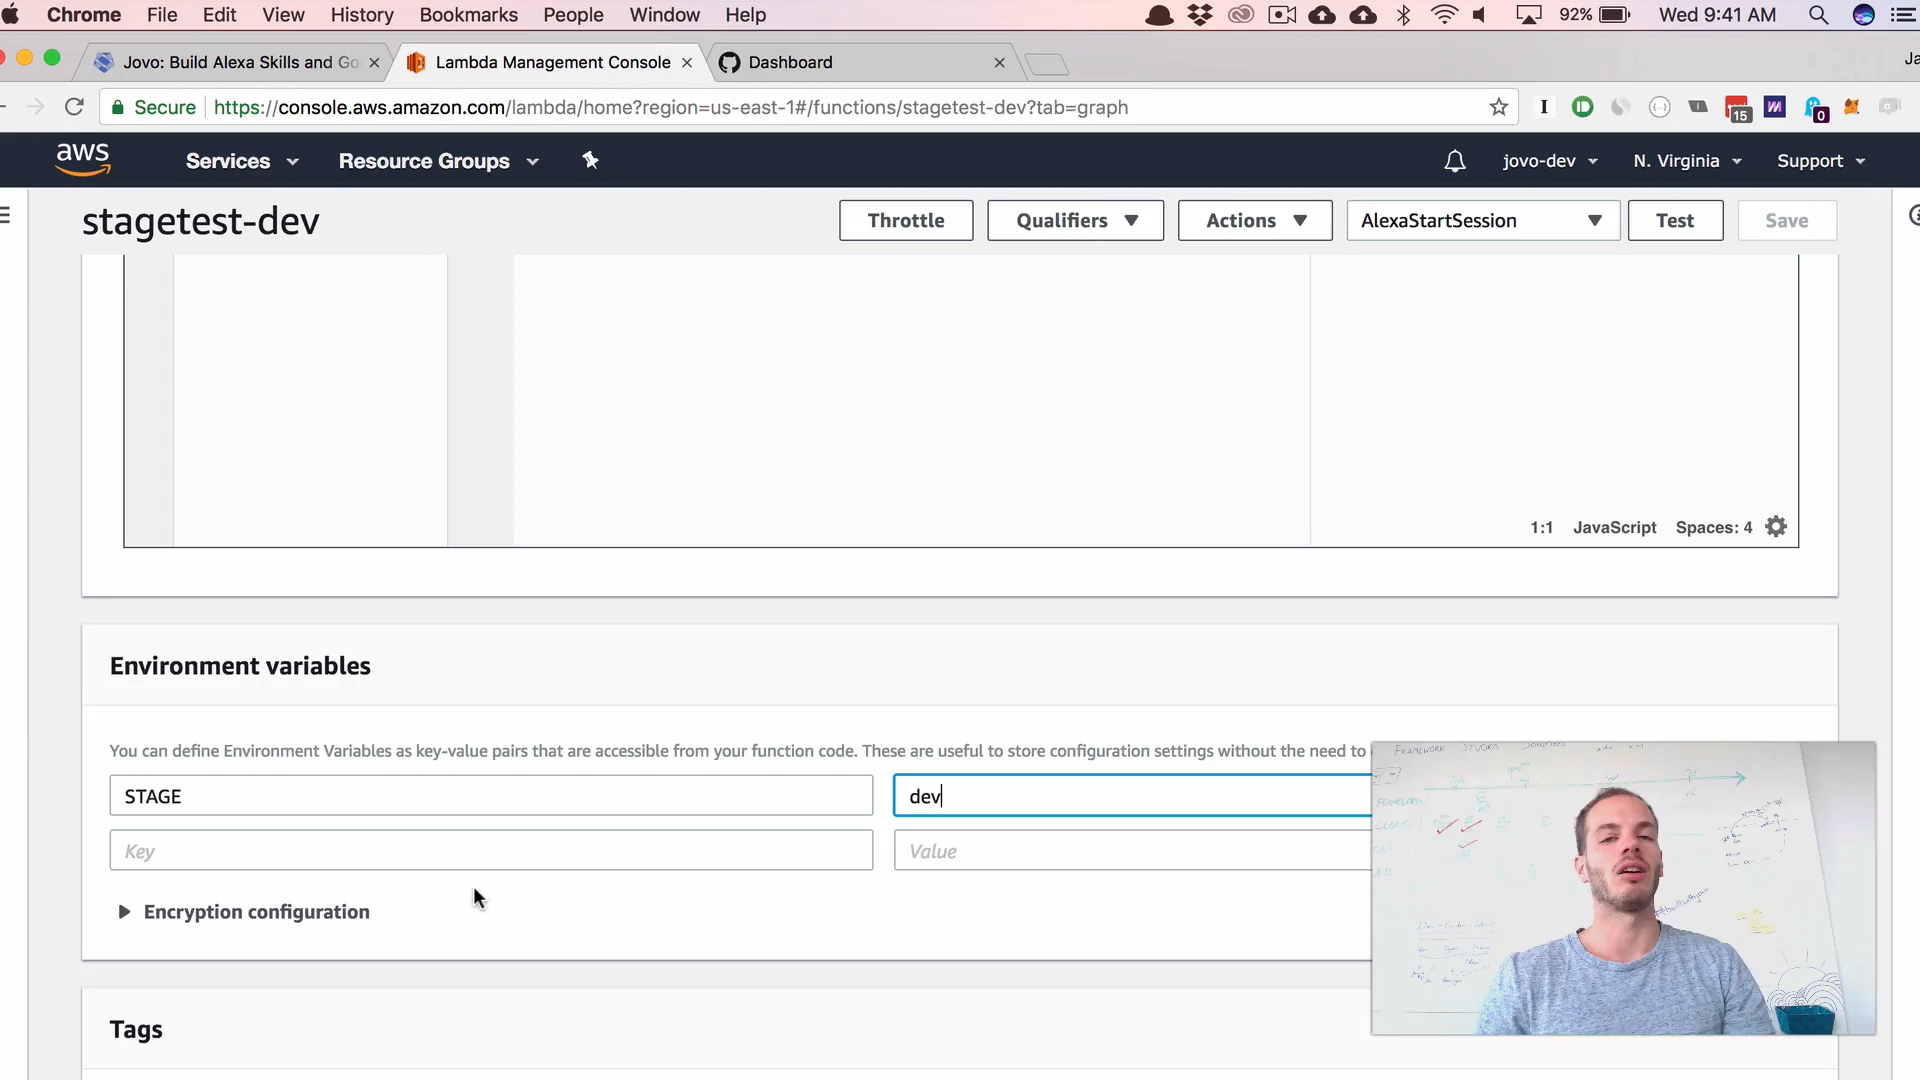 Chrome File Edit View History Bookmarks People Window Help 92% Wed 9:41 AM
Jovo: Build Alexa Skills and Go
Lambda Management Console
Dashboard
Ja
Secure https://console.aws.amazon.com/lambda/home?region=us-east-1#/functions/stagetest-dev?tab=graph
15
0
aws Services Resource Groups jovo-dev N. Virginia Support
stagetest-dev
Throttle Qualifiers Actions AlexaStartSession Test Save
1:1 JavaScript Spaces: 4
Environment variables
You can define Environment Variables as key-value pairs that are accessible from your function code. These are useful to store configuration settings without the need to
STAGE dev
Key Value
Encryption configuration
Tags
FRAMEWORK STUDIO